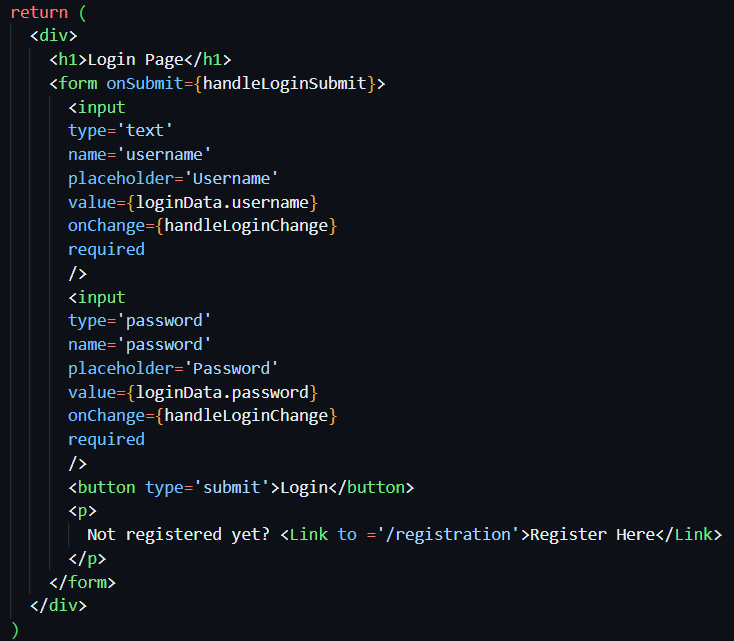 return (
<div>
<h1>Login Page</h1>
<form onSubmit={handleLoginSubmit}>
<input
type='text'
name='username'
placeholder='Username'
value={loginData.username}
onChange={handleLoginChange}
required
/>
<input
type='password'
name='password'
placeholder='Password'
value={loginData.password}
onChange={handleLoginChange}
required
/>
<button type='submit'>Login</button>
<p>
Not registered yet? <Link to ='/registration'>Register Here</Link>
</p>
</form>
</div>
)